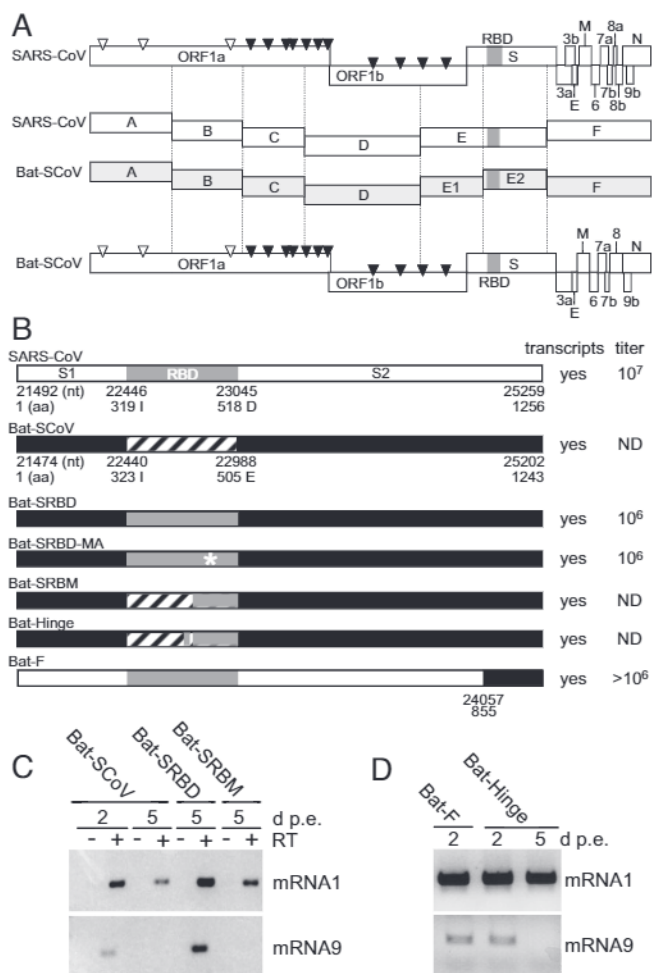 A
3b M 7a 8a N
RBD
SARS-CoV ORF1a S
ORF1b
3a 6 7b 9b
E 8b
SARS-CoV A B C D E F
Bat-SCoV A B C D E1 E2 F
M 7a 8 N
Bat-SCoV ORF1a S
ORF1b RBD
3a 6 7b 9b
E
B
SARS-CoV transcripts titer
S1 RBD S2 yes 10⁷
21492 (nt) 22446 23045 25259
1 (aa) 319 I 518 D 1256
Bat-SCoV
yes ND
21474 (nt) 22440 22988 25202
1 (aa) 323 I 505 E 1243
Bat-SRBD
yes 10⁶
Bat-SRBD-MA
* yes 10⁶
Bat-SRBM
yes ND
Bat-Hinge
yes ND
Bat-F
yes >10⁶
24057
855
C
Bat-SCoV
Bat-SRBD
Bat-SRBM
2 5 5 5 d p.e.
- + - + - + - + RT
mRNA1
mRNA9
D
Bat-F
Bat-Hinge
2 2 5 d p.e.
mRNA1
mRNA9